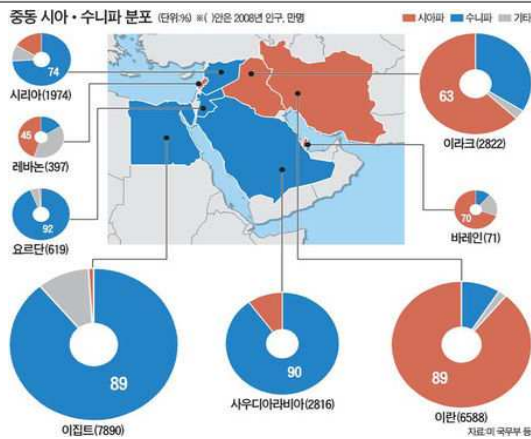 중동 시아·수니파 분포 (단위:%) ※( )안은 2008년 인구, 만명
시아파 수니파 기타
74
시리아(1974)
63
이라크(2822)
45
레바논(397)
92
요르단(619)
70
바레인(71)
89
이집트(7890)
90
사우디아라비아(2816)
89
이란(6588)
자료:미 국무부 등